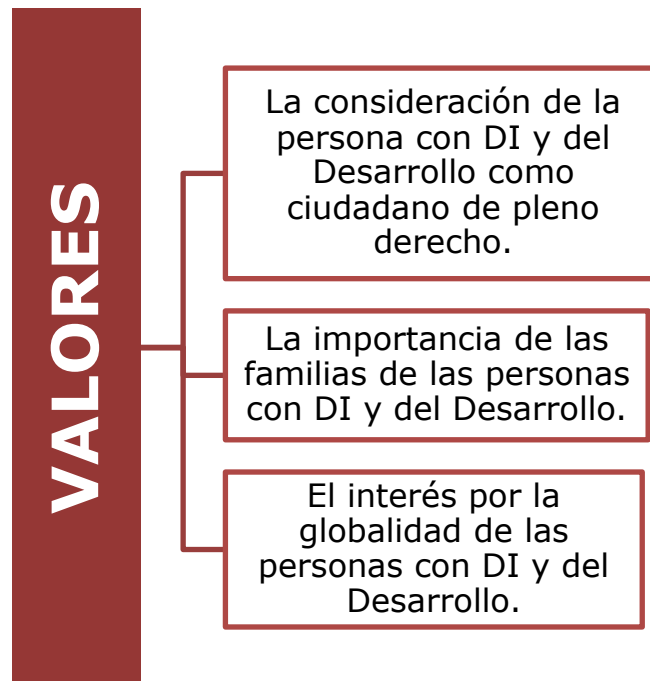 VALORES
La consideración de la
persona con DI y del
Desarrollo como
ciudadano de pleno
derecho.
La importancia de las
familias de las personas
con DI y del Desarrollo.
El interés por la
globalidad de las
personas con DI y del
Desarrollo.